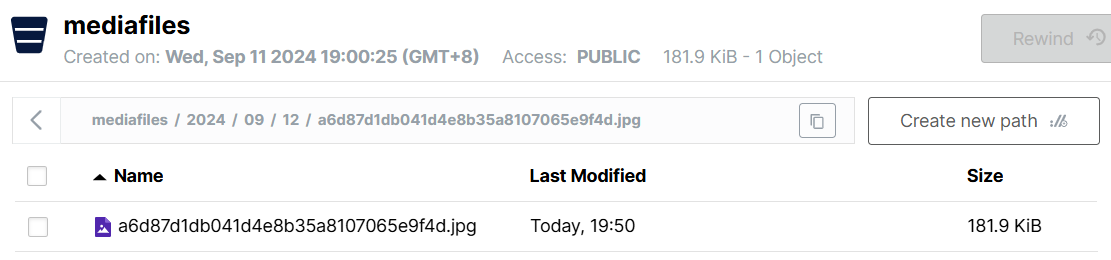 mediafiles
Created on: Wed, Sep 11 2024 19:00:25 (GMT+8) Access: PUBLIC 181.9 KiB - 1 Object
Rewind
mediafiles / 2024 / 09 / 12 / a6d87d1db041d4e8b35a8107065e9f4d.jpg
Create new path
Name Last Modified Size
a6d87d1db041d4e8b35a8107065e9f4d.jpg Today, 19:50 181.9 KiB